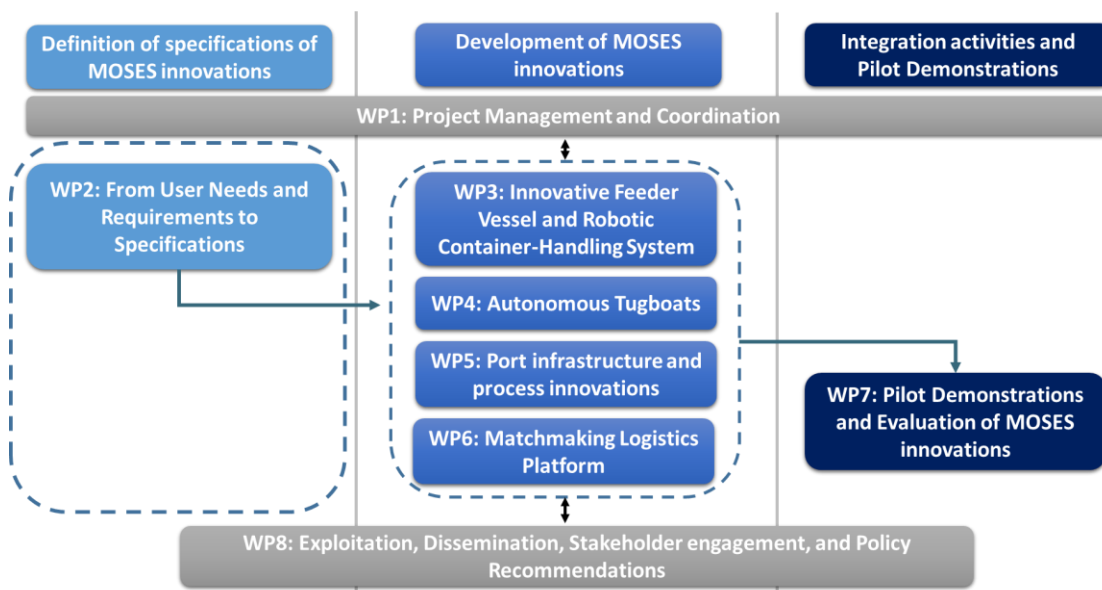 Definition of specifications of
MOSES innovations
Development of MOSES
innovations
Integration activities and
Pilot Demonstrations
WP1: Project Management and Coordination
WP2: From User Needs and
Requirements to
Specifications
WP3: Innovative Feeder
Vessel and Robotic
Container-Handling System
WP4: Autonomous Tugboats
WP5: Port infrastructure and
process innovations
WP6: Matchmaking Logistics
Platform
WP7: Pilot Demonstrations
and Evaluation of MOSES
innovations
WP8: Exploitation, Dissemination, Stakeholder engagement, and Policy
Recommendations